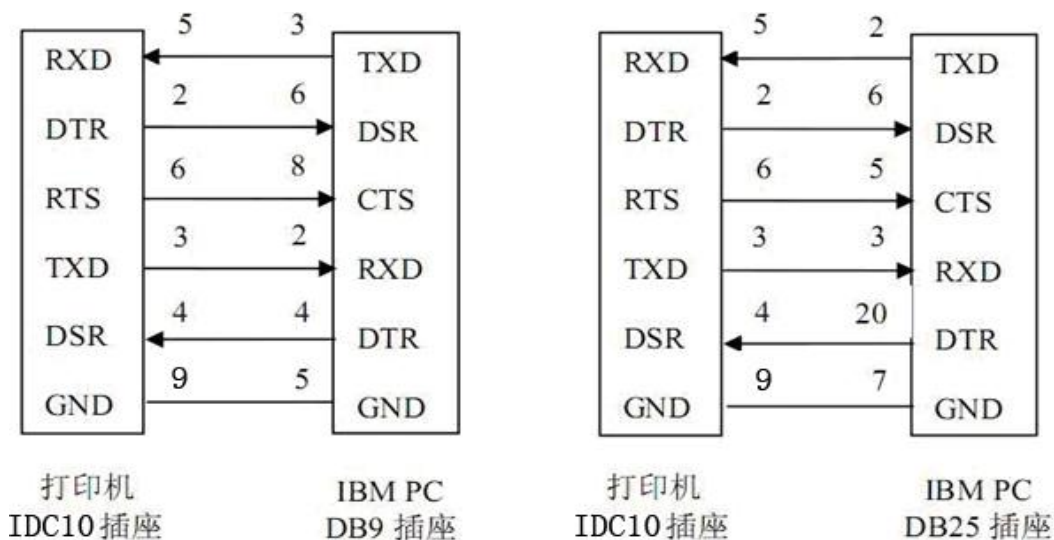 5 3
RXD TXD
2 6
DTR DSR
6 8
RTS CTS
3 2
TXD RXD
4 4
DSR DTR
9 5
GND GND
打印机
IDC10插座
IBM PC
DB9 插座
5 2
RXD TXD
2 6
DTR DSR
6 5
RTS CTS
3 3
TXD RXD
4 20
DSR DTR
9 7
GND GND
打印机
IDC10插座
IBM PC
DB25 插座